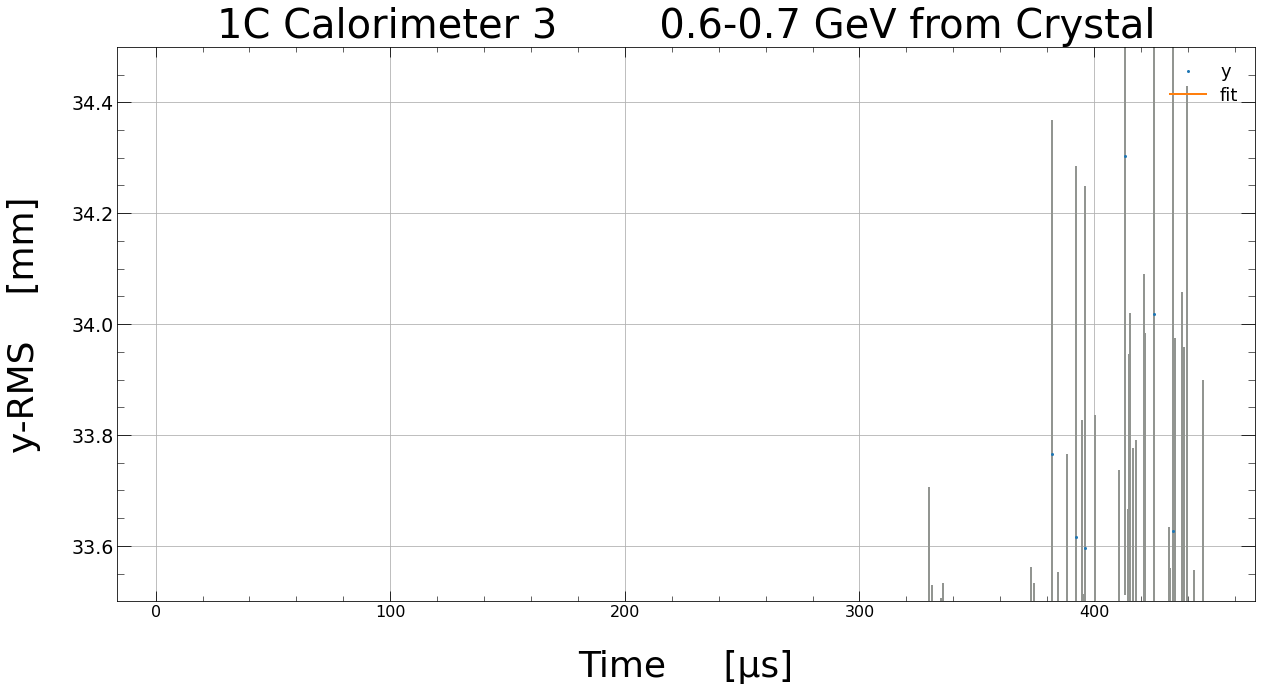 1C Calorimeter 3 0.6-0.7 GeV from Crystal
y
fit
34.4
34.2
34.0
33.8
33.6
y-RMS [mm]
0 100 200 300 400
Time [µs]